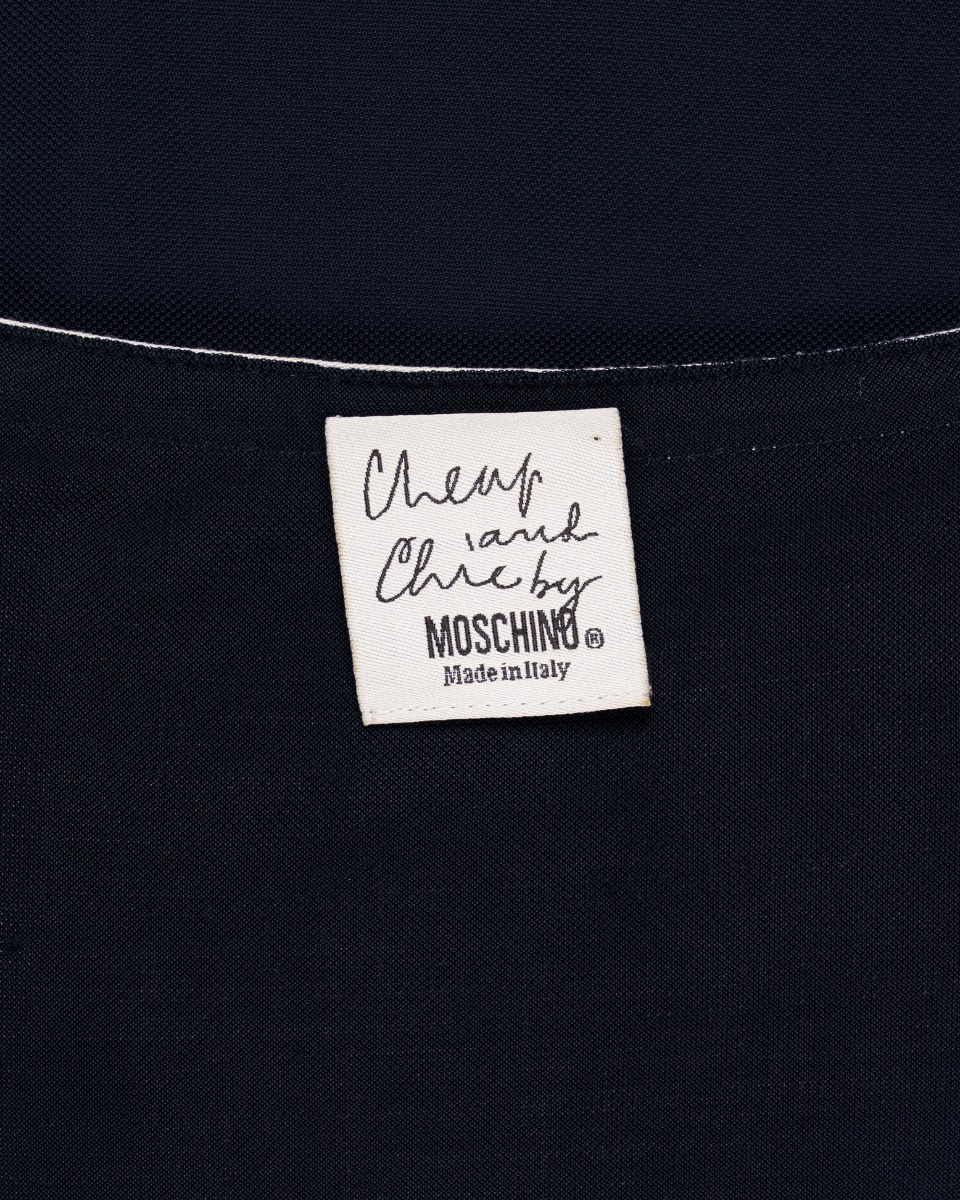 Cheap
and
Chic by
MOSCHINO®
Made in Italy